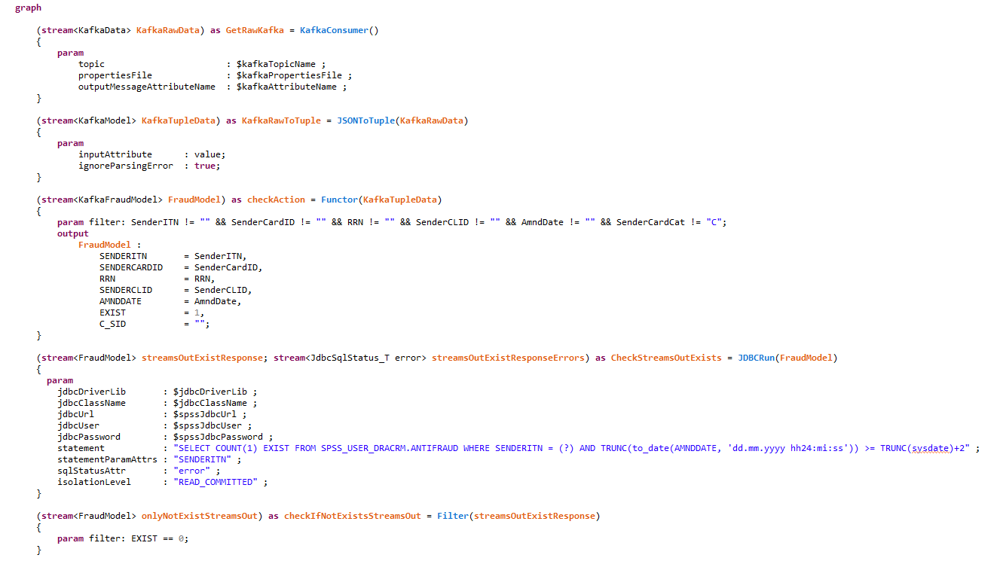 graph
(stream<KafkaData> KafkaRawData) as GetRawKafka = KafkaConsumer()
{
param
topic : $kafkaTopicName ;
propertiesFile : $kafkaPropertiesFile ;
outputMessageAttributeName : $kafkaAttributeName ;
}
(stream<KafkaModel> KafkaTupleData) as KafkaRawToTuple = JSONToTuple(KafkaRawData)
{
param
inputAttribute : value;
ignoreParsingError : true;
}
(stream<KafkaFraudModel> FraudModel) as checkAction = Functor(KafkaTupleData)
{
param filter: SenderITN != "" && SenderCardID != "" && RRN != "" && SenderCLID != "" && AmndDate != "" && SenderCardCat != "C";
output
FraudModel :
SENDERITN = SenderITN,
SENDERCARDID = SenderCardID,
RRN = RRN,
SENDERCLID = SenderCLID,
AMNDDATE = AmndDate,
EXIST = 1,
C_SID = "";
}
(stream<FraudModel> streamsOutExistResponse; stream<JdbcSqlStatus_T error> streamsOutExistResponseErrors) as CheckStreamsOutExists = JDBCRun(FraudModel)
{
param
jdbcDriverLib : $jdbcDriverLib ;
jdbcClassName : $jdbcClassName ;
jdbcUrl : $spssJdbcUrl ;
jdbcUser : $spssJdbcUser ;
jdbcPassword : $spssJdbcPassword ;
statement : "SELECT COUNT(1) EXIST FROM SPSS_USER_DRACRM.ANTIFRAUD WHERE SENDERITN = (?) AND TRUNC(to_date(AMNDDATE, 'dd.mm.yyyy hh24:mi:ss')) >= TRUNC(sysdate)+2" ;
statementParamAttrs : "SENDERITN" ;
sqlStatusAttr : "error" ;
isolationLevel : "READ_COMMITTED" ;
}
(stream<FraudModel> onlyNotExistStreamsOut) as checkIfNotExistsStreamsOut = Filter(streamsOutExistResponse)
{
param filter: EXIST == 0;
}